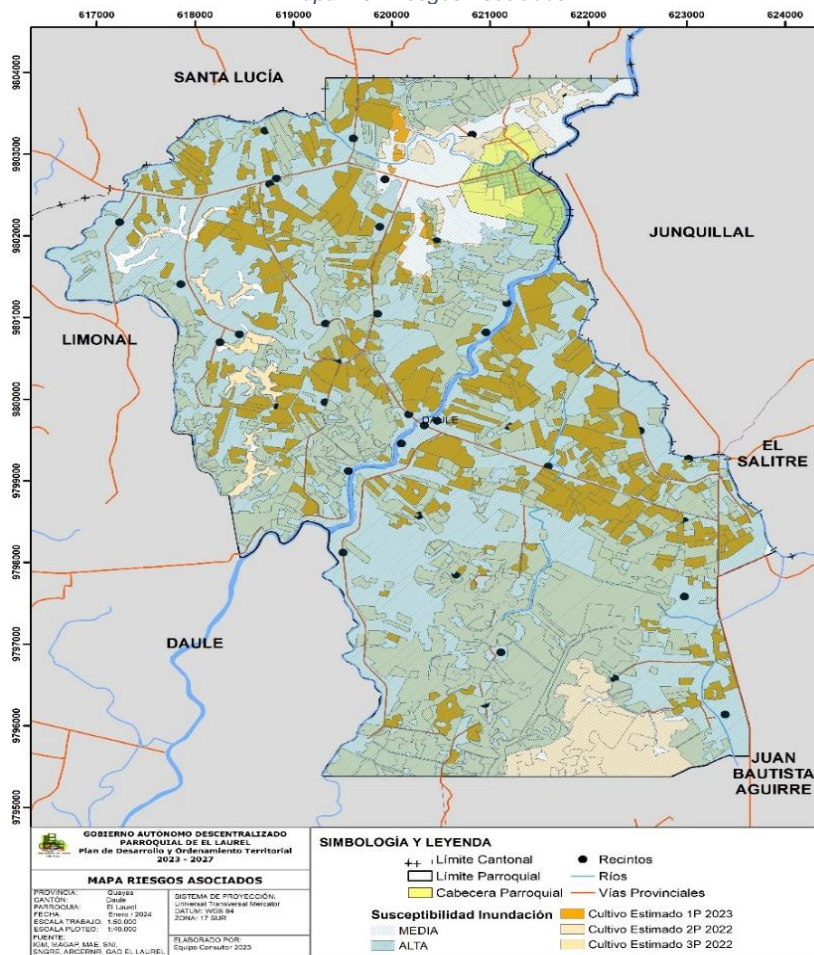 617000 618000 619000 620000 621000 622000 623000 624000
9804000
9803000
9802000
9801000
9800000
9799000
9798000
9797000
9796000
9795000
SANTA LUCÍA
JUNQUILLAL
LIMONAL
DAULE
EL
SALITRE
DAULE
JUAN
BAUTISTA
AGUIRRE
GOBIERNO AUTÓNOMO DESCENTRALIZADO
PARROQUIAL DE EL LAUREL
Plan de Desarrollo y Ordenamiento Territorial
2023 - 2027
MAPA RIESGOS ASOCIADOS
PROVINCIA: Guayas
CANTÓN: Daule
PARROQUIA: El Laurel
FECHA: Enero / 2024
ESCALA TRABAJO: 1:50.000
ESCALA PLOTEO: 1:40.000
FUENTE:
IGM, MAGAP, MAE, SNI,
SNGRE, ARCERNR, GAD EL LAUREL
SISTEMA DE PROYECCIÓN:
Universal Transversal Mercator
DATUM: WGS 84
ZONA: 17 SUR
ELABORADO POR:
Equipo Consultor 2023
SIMBOLOGÍA Y LEYENDA
Límite Cantonal
Límite Parroquial
Cabecera Parroquial
Recintos
Ríos
Vías Provinciales
Susceptibilidad Inundación
MEDIA
ALTA
Cultivo Estimado 1P 2023
Cultivo Estimado 2P 2022
Cultivo Estimado 3P 2022